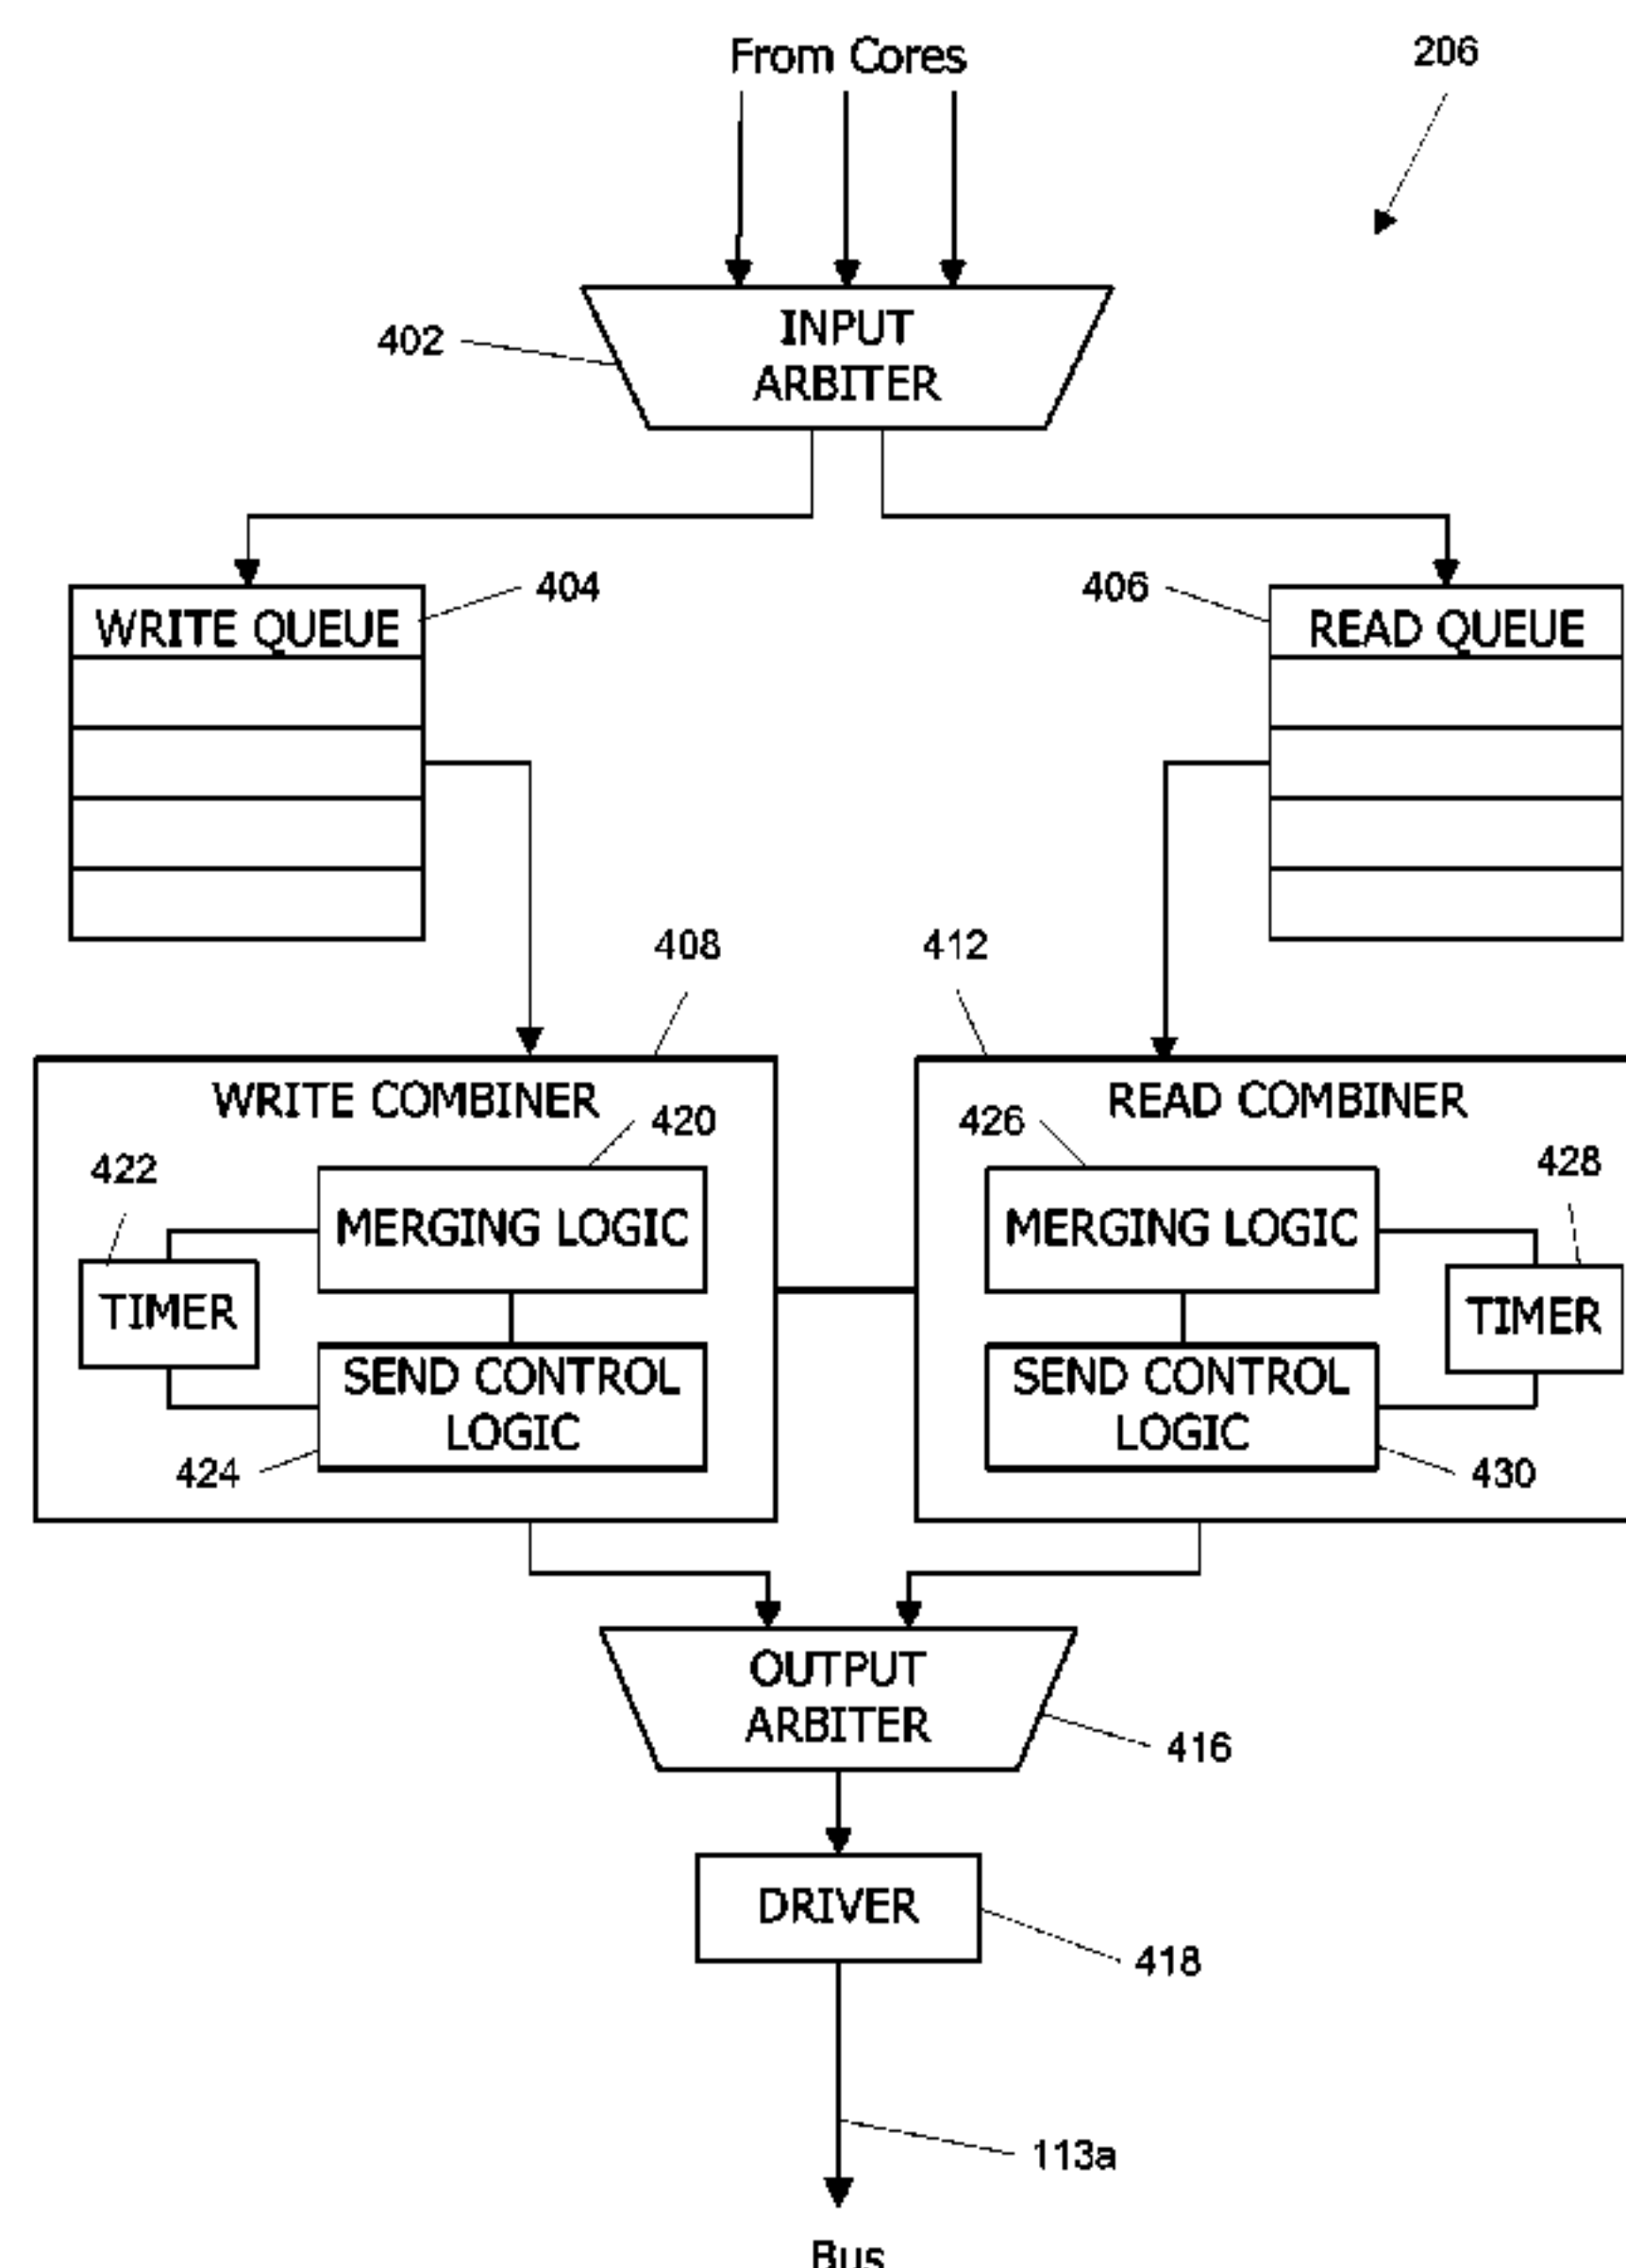 From Cores
206
402
INPUT
ARBITER
404
406
WRITE QUEUE
READ QUEUE
408
412
WRITE COMBINER
READ COMBINER
420
426
422
428
MERGING LOGIC
MERGING LOGIC
TIMER
TIMER
SEND CONTROL
LOGIC
SEND CONTROL
LOGIC
424
430
OUTPUT
ARBITER
416
DRIVER
418
113a
Bus